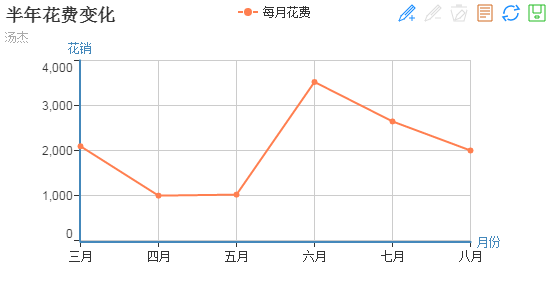 半年花费变化
每月花费
汤杰
花销
4,000
3,000
2,000
1,000
0
月份
三月 四月 五月 六月 七月 八月